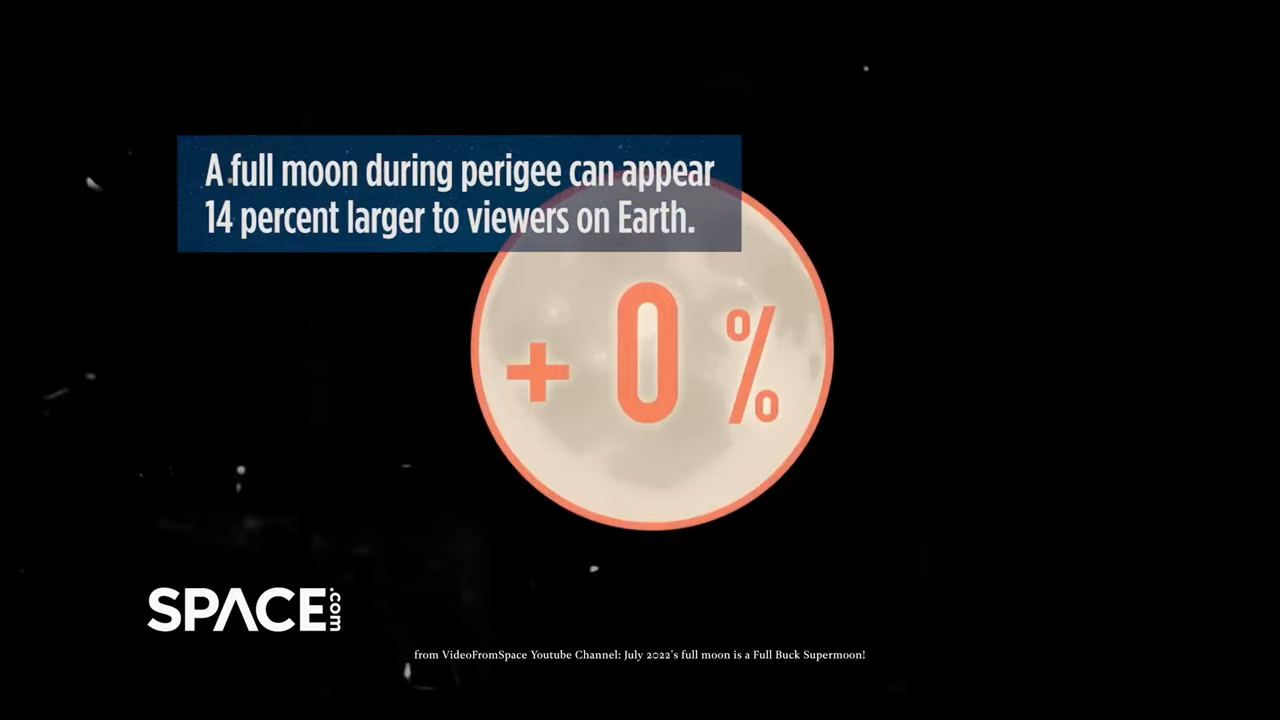 A full moon during perigee can appear
14 percent larger to viewers on Earth.
+ 0 %
SPACE.com
from VideoFromSpace Youtube Channel: July 2022's full moon is a Full Buck Supermoon!